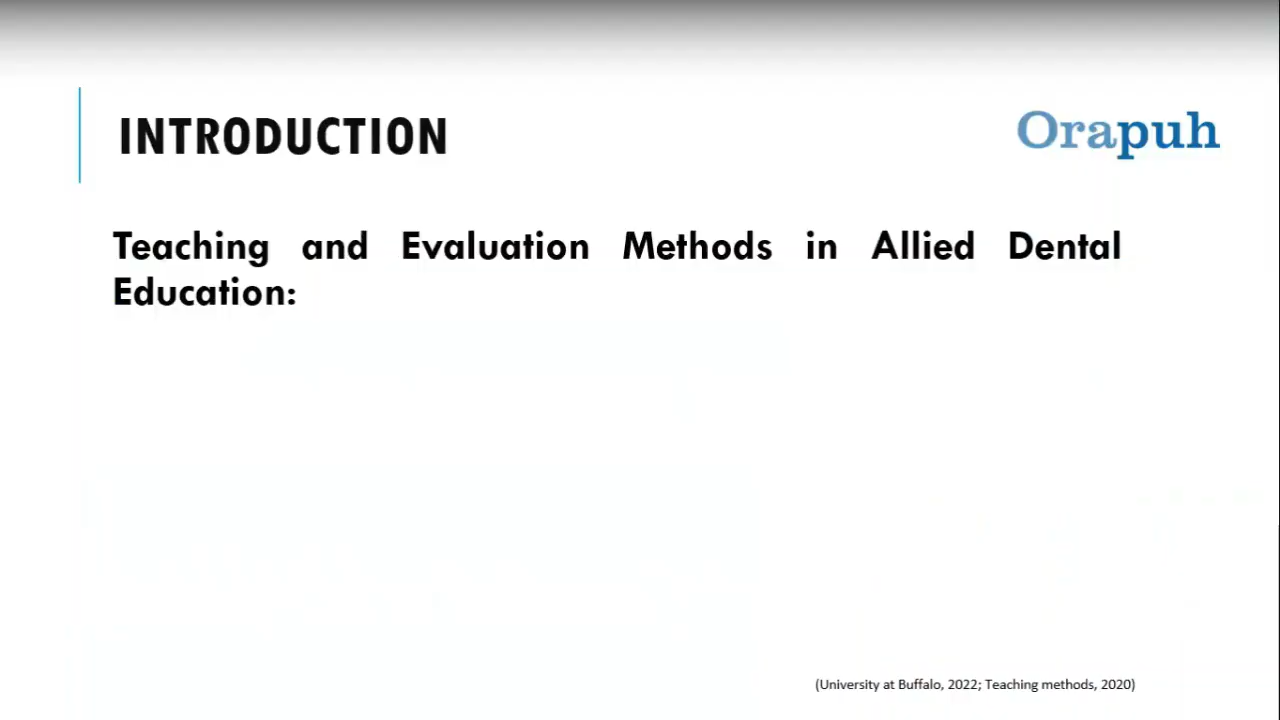 INTRODUCTION
Orapuh
Teaching and Evaluation Methods in Allied Dental
Education:
(University at Buffalo, 2022; Teaching methods, 2020)